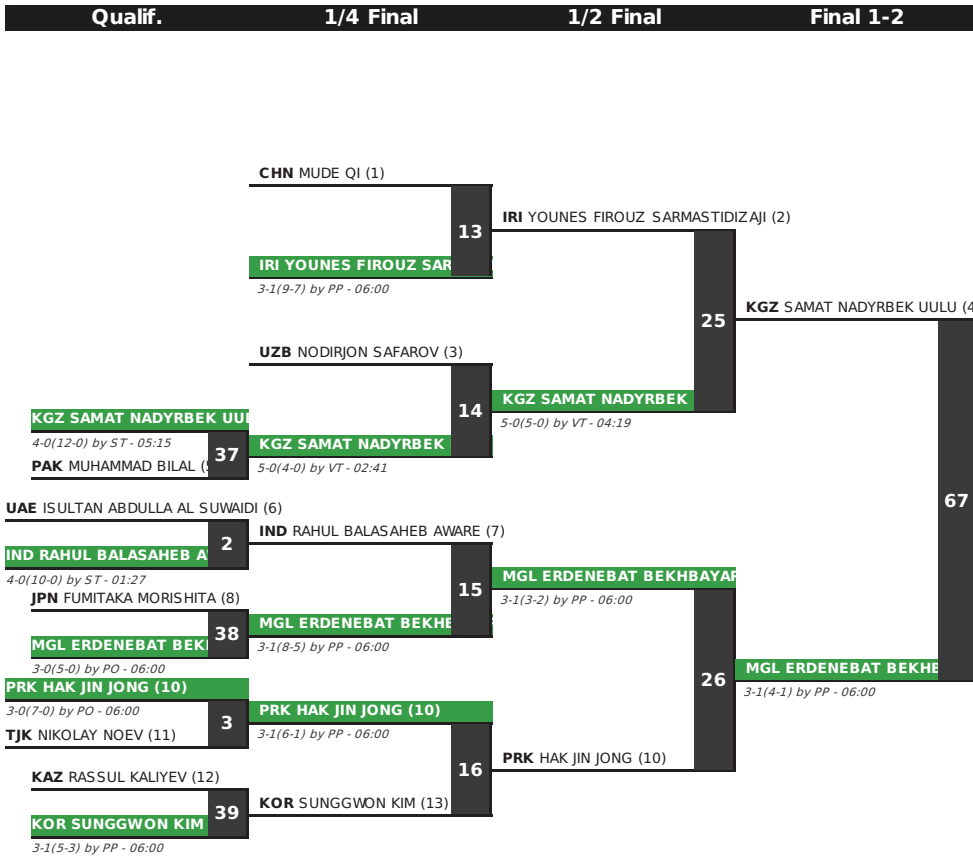 Qualif. 1/4 Final 1/2 Final Final 1-2
CHN MUDE QI (1)
IRI YOUNES FIROUZ SARMASTIDIZAJI (2)
13
IRI YOUNES FIROUZ SAR
3-1(9-7) by PP - 06:00
KGZ SAMAT NADYRBEK UULU (4
25
UZB NODIRJON SAFAROV (3)
KGZ SAMAT NADYRBEK
5-0(5-0) by VT - 04:19
14
KGZ SAMAT NADYRBEK UUL
4-0(12-0) by ST - 05:15
KGZ SAMAT NADYRBEK
5-0(4-0) by VT - 02:41
37
PAK MUHAMMAD BILAL (5
67
UAE ISULTAN ABDULLA AL SUWAIDI (6)
IND RAHUL BALASAHEB AWARE (7)
2
IND RAHUL BALASAHEB A
4-0(10-0) by ST - 01:27
MGL ERDENEBAT BEKHBAYAR
3-1(3-2) by PP - 06:00
15
JPN FUMITAKA MORISHITA (8)
MGL ERDENEBAT BEKHB
3-1(8-5) by PP - 06:00
38
MGL ERDENEBAT BEK
3-0(5-0) by PO - 06:00
MGL ERDENEBAT BEKHB
3-1(4-1) by PP - 06:00
26
PRK HAK JIN JONG (10)
3-0(7-0) by PO - 06:00
PRK HAK JIN JONG (10)
3-1(6-1) by PP - 06:00
3
TJK NIKOLAY NOEV (11)
PRK HAK JIN JONG (10)
16
KAZ RASSUL KALIYEV (12)
KOR SUNGGWON KIM (13)
39
KOR SUNGGWON KIM
3-1(5-3) by PP - 06:00